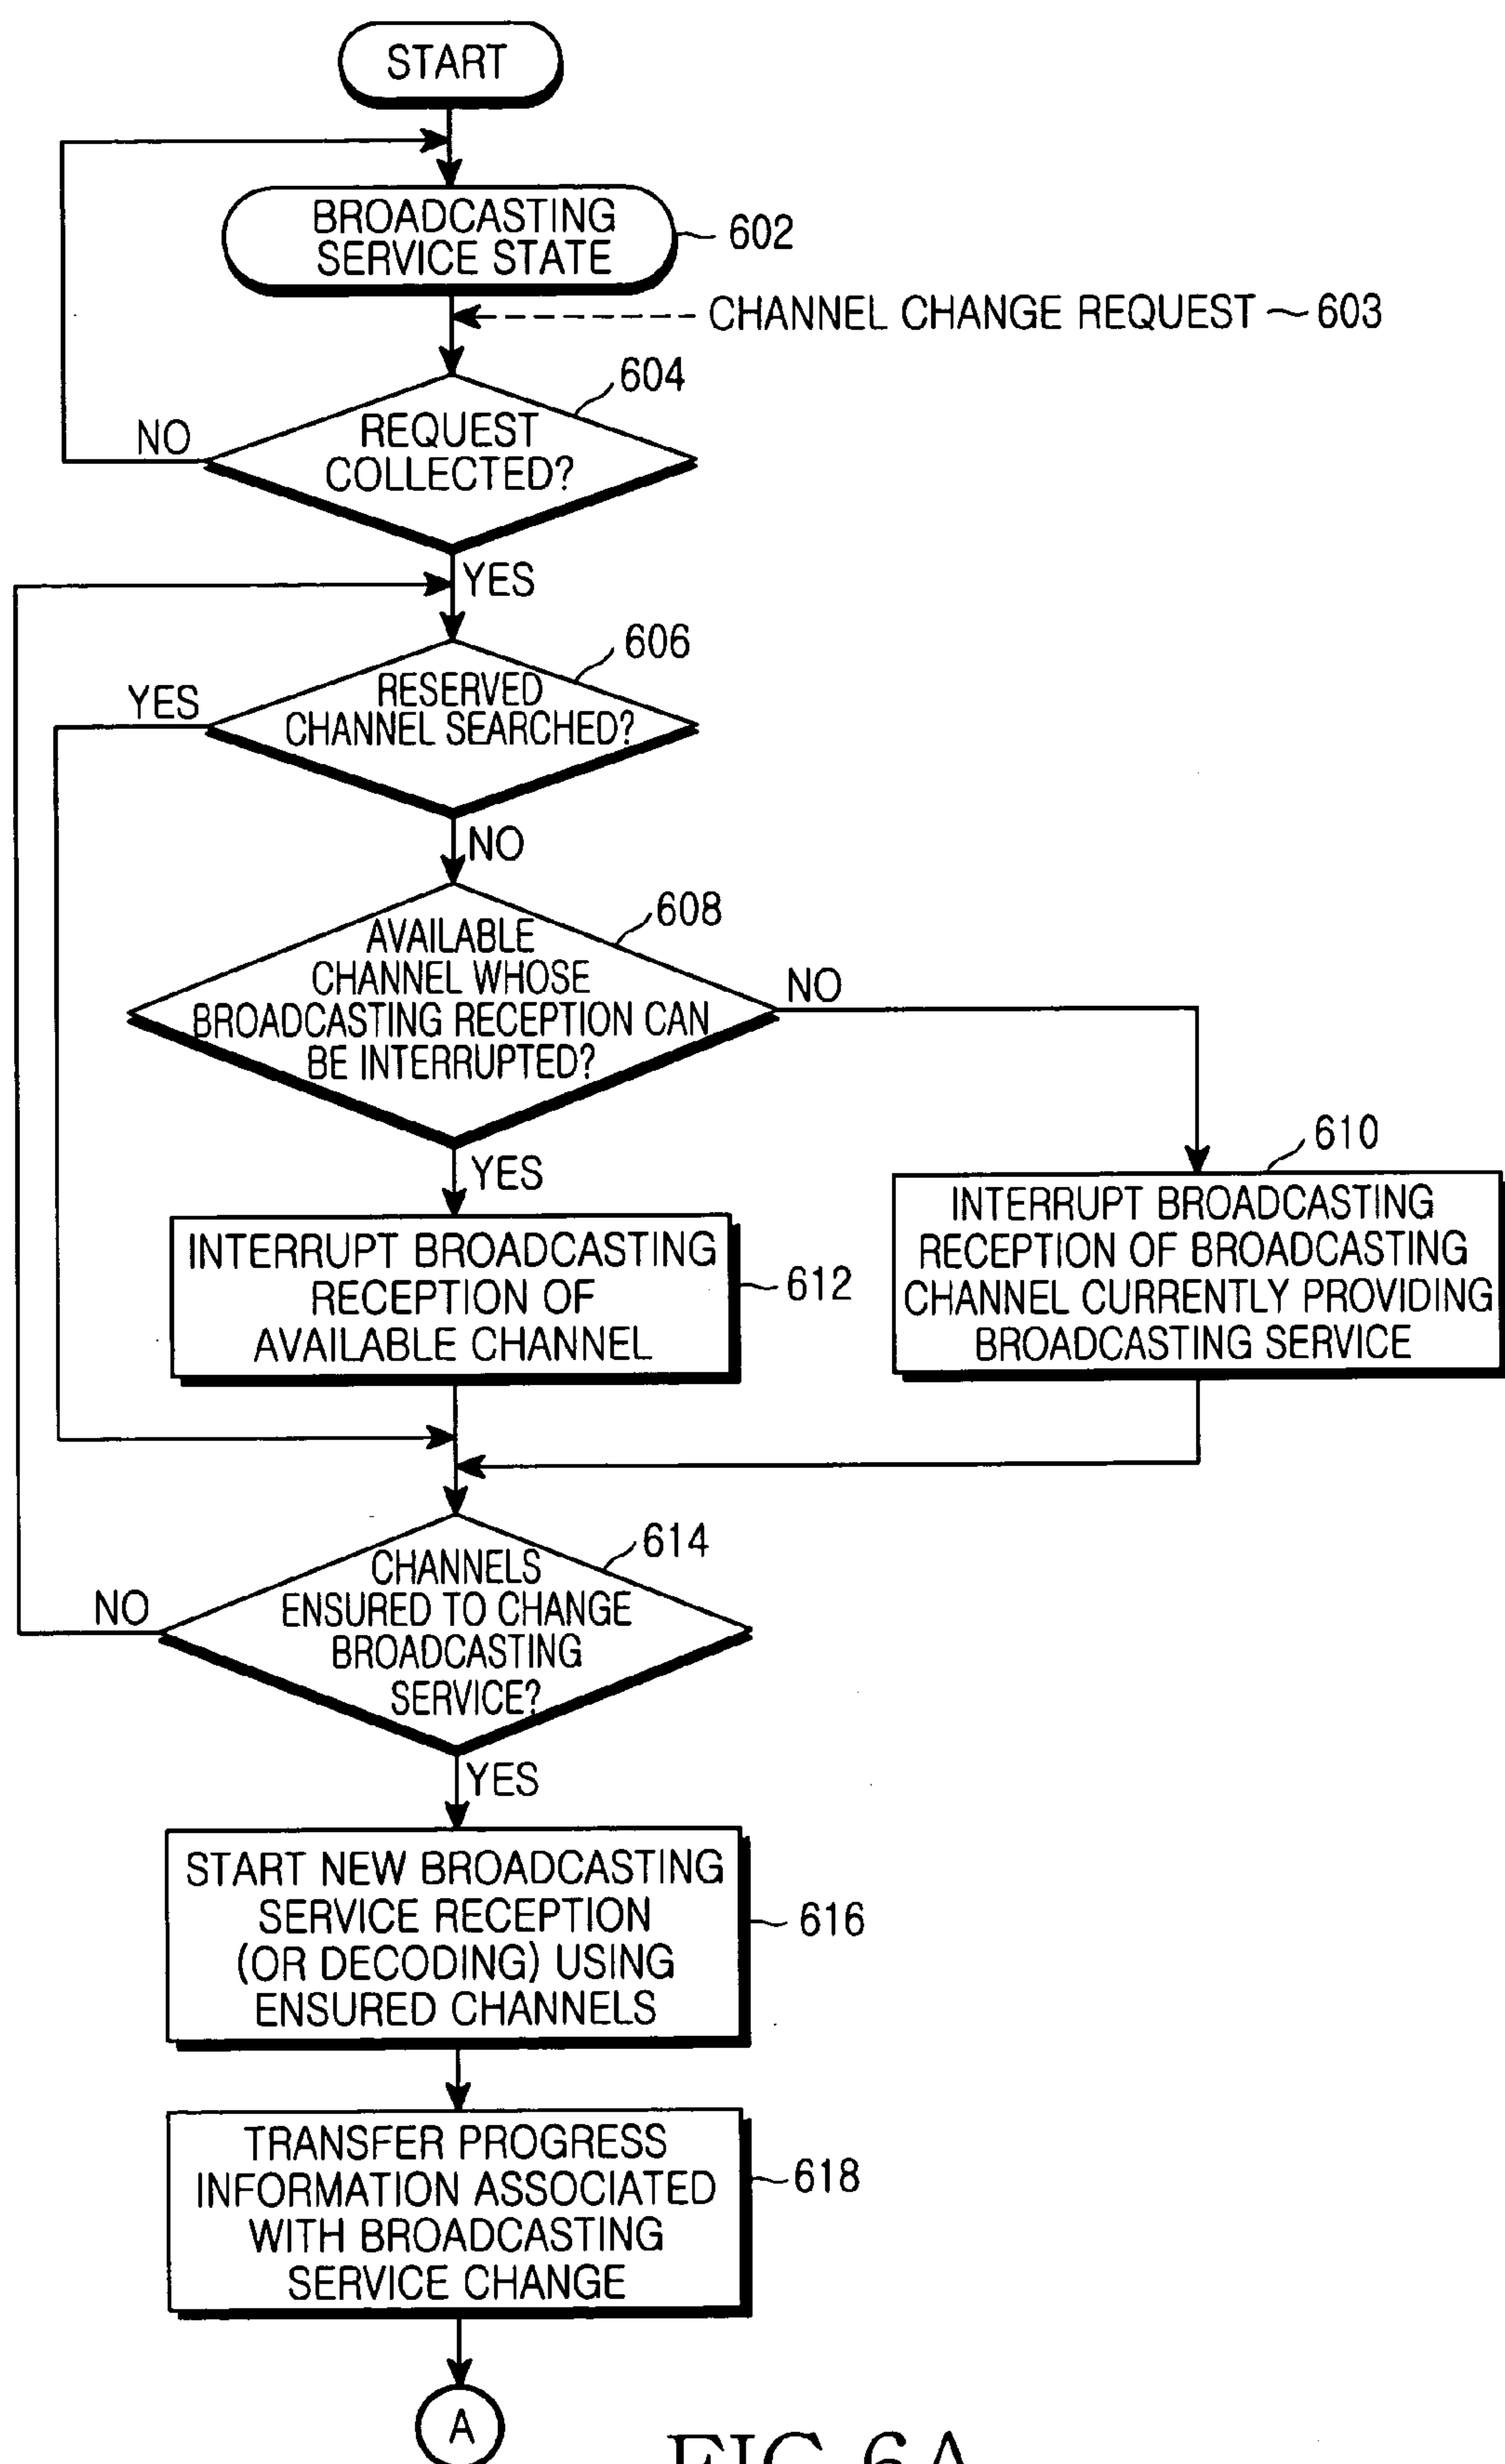 START
BROADCASTING
SERVICE STATE
602
CHANNEL CHANGE REQUEST ~ 603
604
REQUEST
COLLECTED?
NO
YES
606
RESERVED
CHANNEL SEARCHED?
YES
NO
608
AVAILABLE
CHANNEL WHOSE
BROADCASTING RECEPTION CAN
BE INTERRUPTED?
NO
YES
610
INTERRUPT BROADCASTING
RECEPTION OF BROADCASTING
CHANNEL CURRENTLY PROVIDING
BROADCASTING SERVICE
INTERRUPT BROADCASTING
RECEPTION OF
AVAILABLE CHANNEL
612
614
CHANNELS
ENSURED TO CHANGE
BROADCASTING
SERVICE?
NO
YES
START NEW BROADCASTING
SERVICE RECEPTION
(OR DECODING) USING
ENSURED CHANNELS
616
TRANSFER PROGRESS
INFORMATION ASSOCIATED
WITH BROADCASTING
SERVICE CHANGE
618
A
FIG. 6A